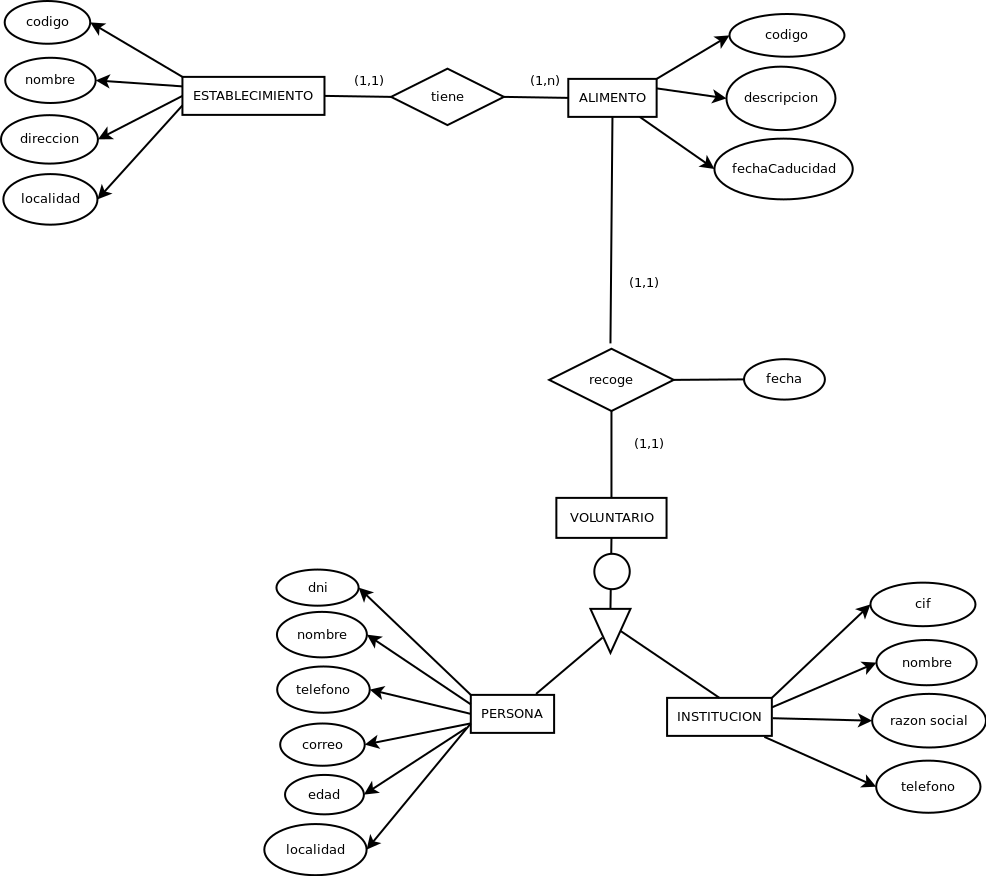 codigo
nombre
direccion
localidad
ESTABLECIMIENTO
(1,1)
tiene
(1,n)
ALIMENTO
codigo
descripcion
fechaCaducidad
(1,1)
recoge
fecha
(1,1)
VOLUNTARIO
dni
nombre
telefono
correo
edad
localidad
PERSONA
INSTITUCION
cif
nombre
razon social
telefono